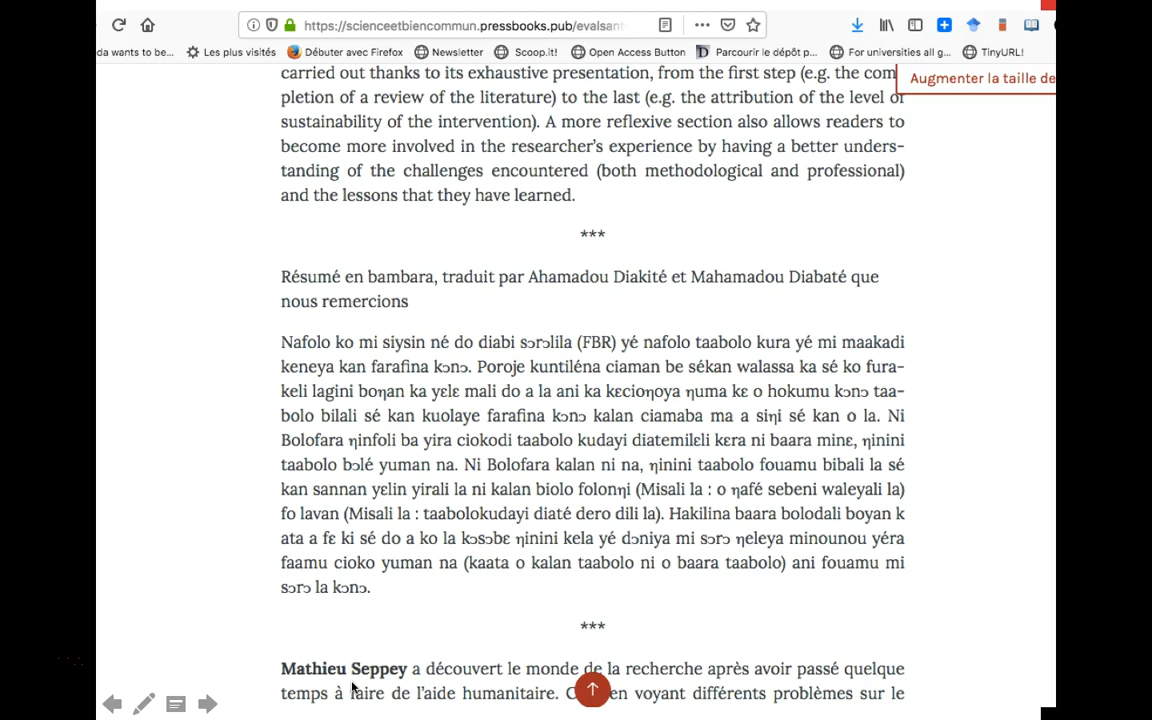 https://scienceetbiencommun.pressbooks.pub/evalsan
da wants to be... Les plus visités Débuter avec Firefox Newsletter Scoop.it! Open Access Button Parcourir le dépôt p... For universities all g... TinyURL!
Augmenter la taille de
carried out thanks to its exhaustive presentation, from the first step (e.g. the com-
pletion of a review of the literature) to the last (e.g. the attribution of the level of
sustainability of the intervention). A more reflexive section also allows readers to
become more involved in the researcher's experience by having a better unders-
tanding of the challenges encountered (both methodological and professional)
and the lessons that they have learned.
***
Résumé en bambara, traduit par Ahamadou Diakité et Mahamadou Diabaté que
nous remercions
Nafolo ko mi siysin né do diabi sɔrɔlila (FBR) yé nafolo taabolo kura yé mi maakadi
keneya kan farafina kɔnɔ. Poroje kuntiléna ciaman be sékan walassa ka sé ko fura-
keli lagini boƞan ka yɛlɛ mali do a la ani ka kɛcioƞoya ƞuma kɛ o hokumu kɔnɔ taa-
bolo bilali sé kan kuolaye farafina kɔnɔ kalan ciamaba ma a siƞi sé kan o la. Ni
Bolofara ƞinfoli ba yira ciokodi taabolo kudayi diatemilɛli kɛra ni baara minɛ, ƞinini
taabolo bɔlé yuman na. Ni Bolofara kalan ni na, ƞinini taabolo fouamu bibali la sé
kan sannan yɛlin yirali la ni kalan biolo folonƞi (Misali la : o ƞafé sebeni waleyali la)
fo lavan (Misali la : taabolokudayi diaté dero dili la). Hakilina baara bolodali boyan k
ata a fɛ ki sé do a ko la kɔsɔbɛ ƞinini kela yé dɔniya mi sɔrɔ ƞeleya minounou yéra
faamu cioko yuman na (kaata o kalan taabolo ni o baara taabolo) ani fouamu mi
sɔrɔ la kɔnɔ.
***
Mathieu Seppey a découvert le monde de la recherche après avoir passé quelque
temps à faire de l'aide humanitaire. en voyant différents problèmes sur le